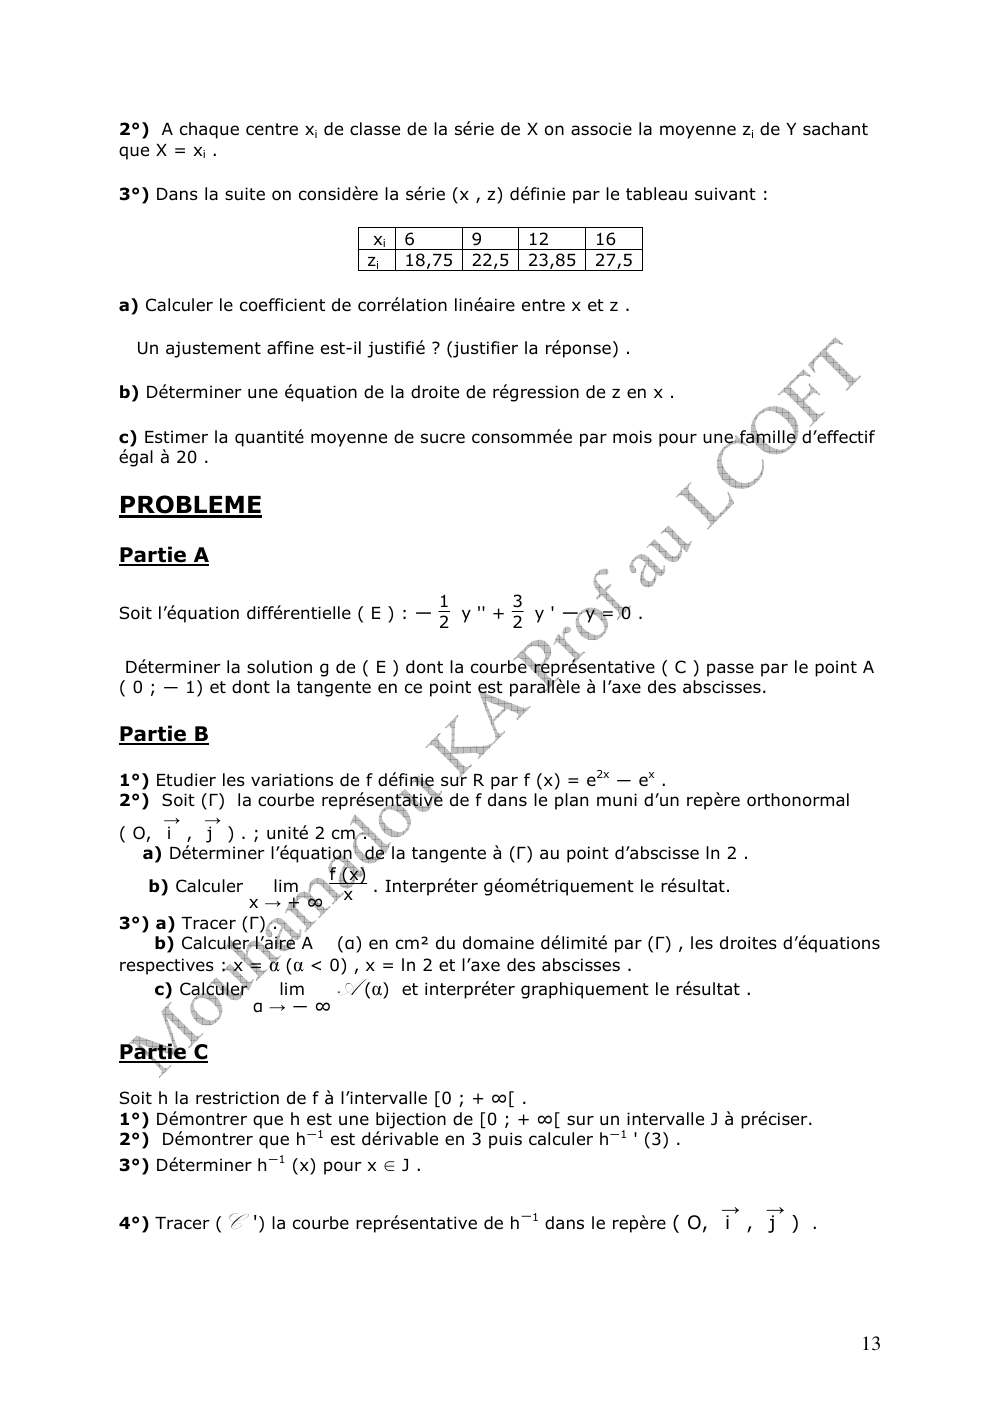 2°) A chaque centre xᵢ de classe de la série de X on associe la moyenne zᵢ de Y sachant
que X = xᵢ .
3°) Dans la suite on considère la série (x , z) définie par le tableau suivant :
xᵢ 6 9 12 16
zᵢ 18,75 22,5 23,85 27,5
a) Calculer le coefficient de corrélation linéaire entre x et z .
Un ajustement affine est-il justifié ? (justifier la réponse) .
b) Déterminer une équation de la droite de régression de z en x .
c) Estimer la quantité moyenne de sucre consommée par mois pour une famille d’effectif
égal à 20 .
PROBLEME
Partie A
Soit l’équation différentielle ( E ) : — 1/2 y '' + 3/2 y ' — y = 0 .
Déterminer la solution g de ( E ) dont la courbe représentative ( C ) passe par le point A
( 0 ; — 1) et dont la tangente en ce point est parallèle à l’axe des abscisses.
Partie B
1°) Etudier les variations de f définie sur R par f (x) = e²ˣ — eˣ .
2°) Soit (Γ) la courbe représentative de f dans le plan muni d’un repère orthonormal
( O, i⃗ , j⃗ ) . ; unité 2 cm .
a) Déterminer l’équation de la tangente à (Γ) au point d’abscisse ln 2 .
b) Calculer lim x → + ∞ f (x)/x . Interpréter géométriquement le résultat.
3°) a) Tracer (Γ) .
b) Calculer l’aire A (α) en cm² du domaine délimité par (Γ) , les droites d’équations
respectives : x = α (α < 0) , x = ln 2 et l’axe des abscisses .
c) Calculer lim α → — ∞ 𝒜 (α) et interpréter graphiquement le résultat .
Partie C
Soit h la restriction de f à l’intervalle [0 ; + ∞[ .
1°) Démontrer que h est une bijection de [0 ; + ∞[ sur un intervalle J à préciser.
2°) Démontrer que h⁻¹ est dérivable en 3 puis calculer h⁻¹ ' (3) .
3°) Déterminer h⁻¹ (x) pour x ∈ J .
4°) Tracer ( 𝒞 ') la courbe représentative de h⁻¹ dans le repère ( O, i⃗ , j⃗ ) .
Mouhamadou KA Prof au LCOFT
13